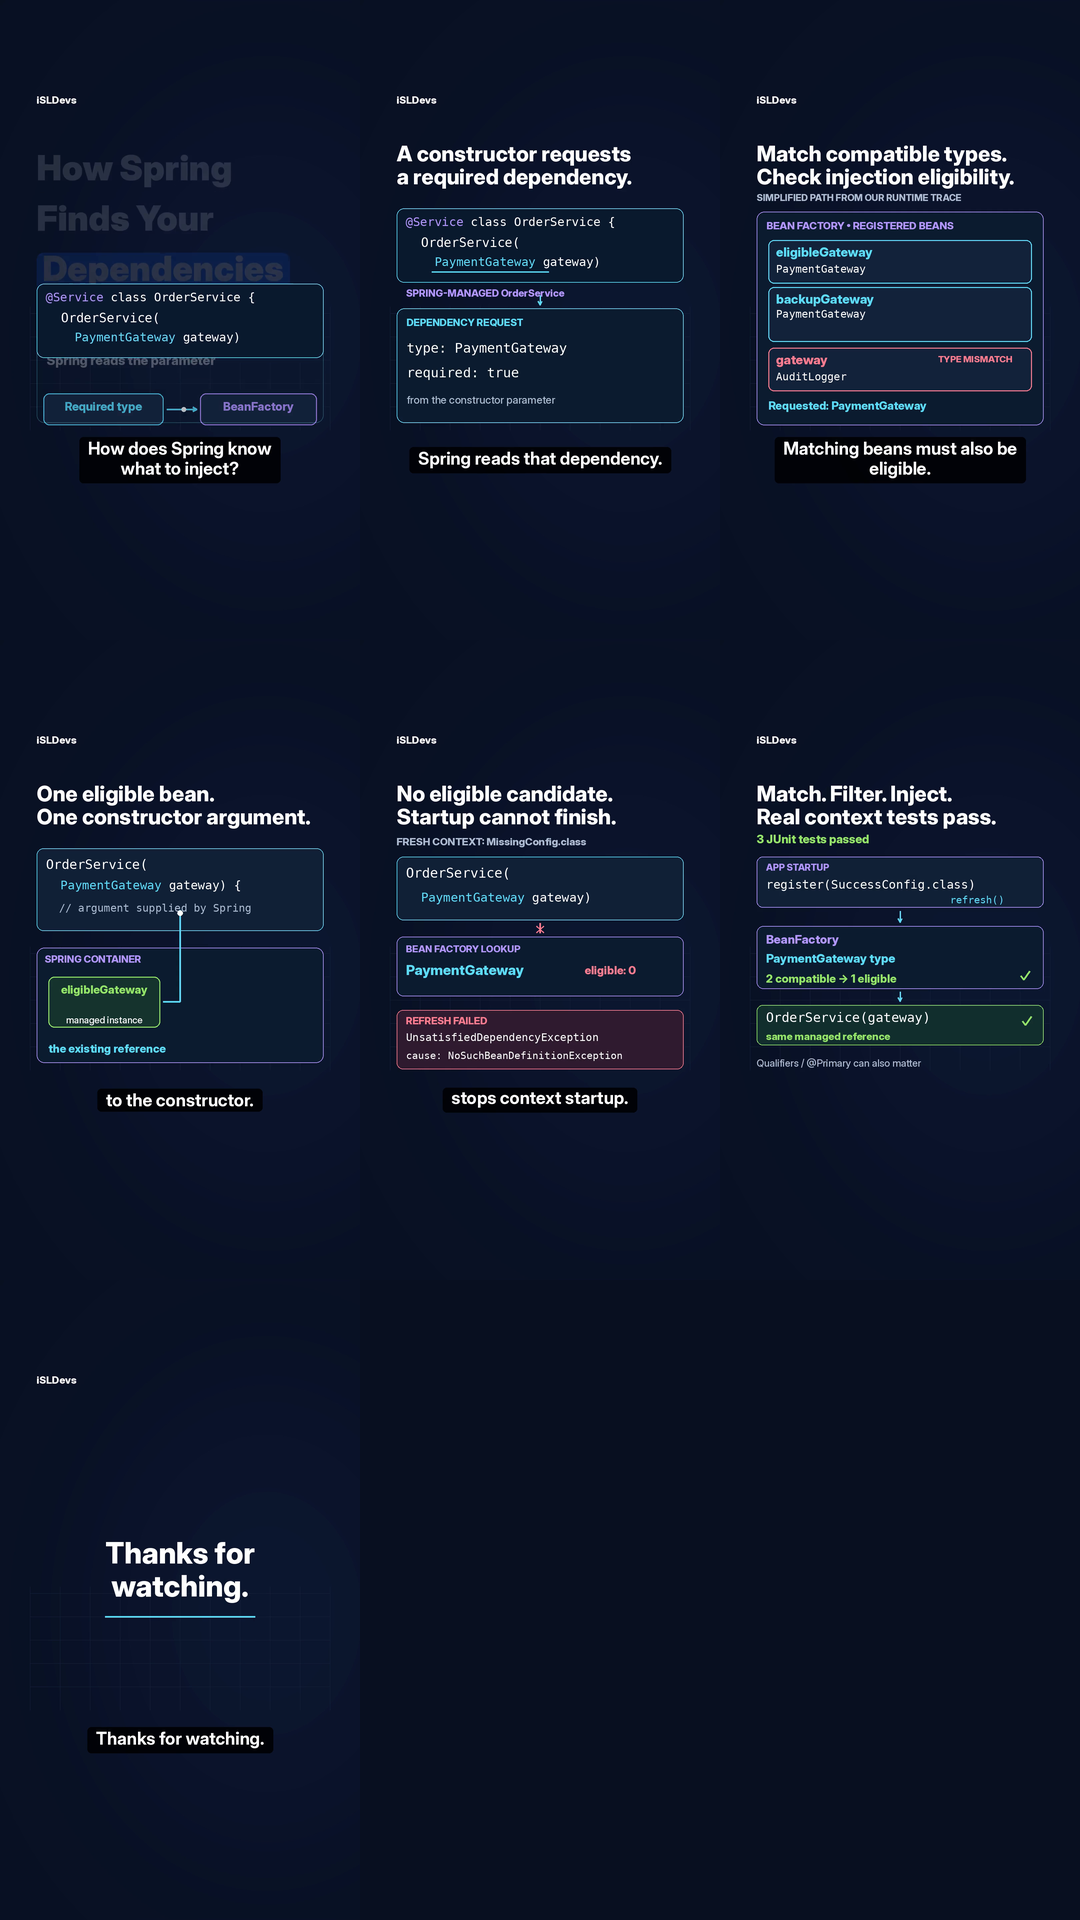 iSLDevs
How Spring
Finds Your
Dependencies
@Service class OrderService {
OrderService(
PaymentGateway gateway)
Spring reads the parameter
Required type
BeanFactory
How does Spring know
what to inject?
iSLDevs
A constructor requests
a required dependency.
@Service class OrderService {
OrderService(
PaymentGateway gateway)
SPRING-MANAGED OrderService
DEPENDENCY REQUEST
type: PaymentGateway
required: true
from the constructor parameter
Spring reads that dependency.
iSLDevs
Match compatible types.
Check injection eligibility.
SIMPLIFIED PATH FROM OUR RUNTIME TRACE
BEAN FACTORY • REGISTERED BEANS
eligibleGateway
PaymentGateway
backupGateway
PaymentGateway
gateway
TYPE MISMATCH
AuditLogger
Requested: PaymentGateway
Matching beans must also be
eligible.
iSLDevs
One eligible bean.
One constructor argument.
OrderService(
PaymentGateway gateway) {
// argument supplied by Spring
SPRING CONTAINER
eligibleGateway
managed instance
the existing reference
to the constructor.
iSLDevs
No eligible candidate.
Startup cannot finish.
FRESH CONTEXT: MissingConfig.class
OrderService(
PaymentGateway gateway)
BEAN FACTORY LOOKUP
PaymentGateway
eligible: 0
REFRESH FAILED
UnsatisfiedDependencyException
cause: NoSuchBeanDefinitionException
stops context startup.
iSLDevs
Match. Filter. Inject.
Real context tests pass.
3 JUnit tests passed
APP STARTUP
register(SuccessConfig.class)
refresh()
BeanFactory
PaymentGateway type
2 compatible → 1 eligible
OrderService(gateway)
same managed reference
Qualifiers / @Primary can also matter
iSLDevs
Thanks for
watching.
Thanks for watching.